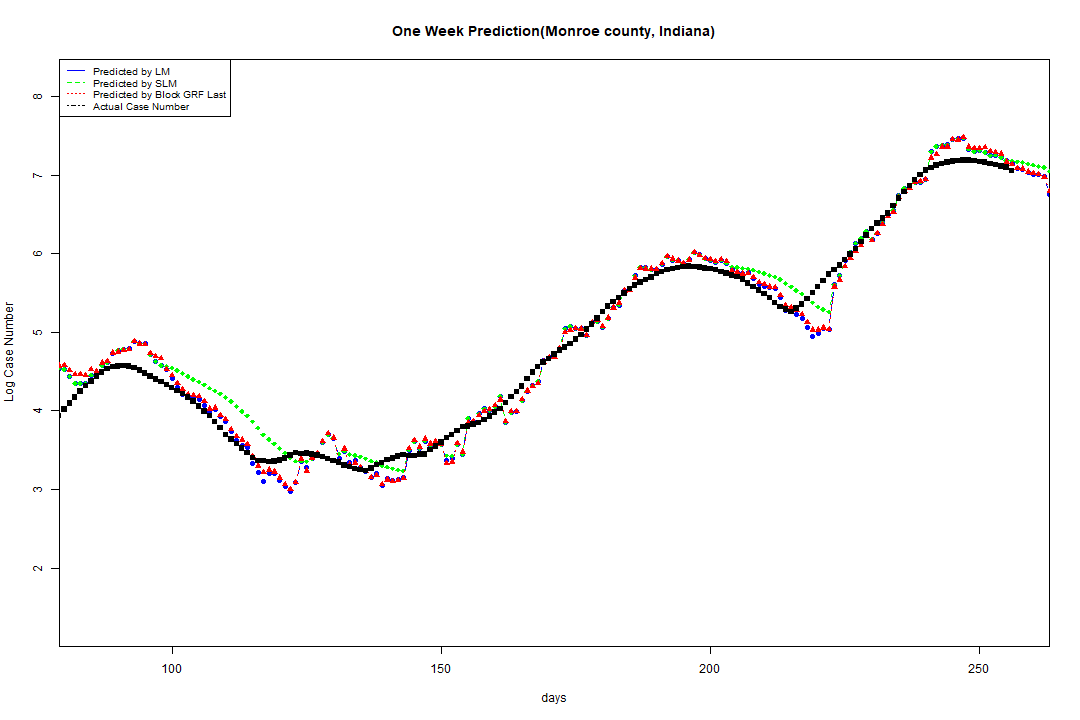 One Week Prediction(Monroe county, Indiana)
Predicted by LM
Predicted by SLM
Predicted by Block GRF Last
Actual Case Number
Log Case Number
8
7
6
5
4
3
2
100 150 200 250
days